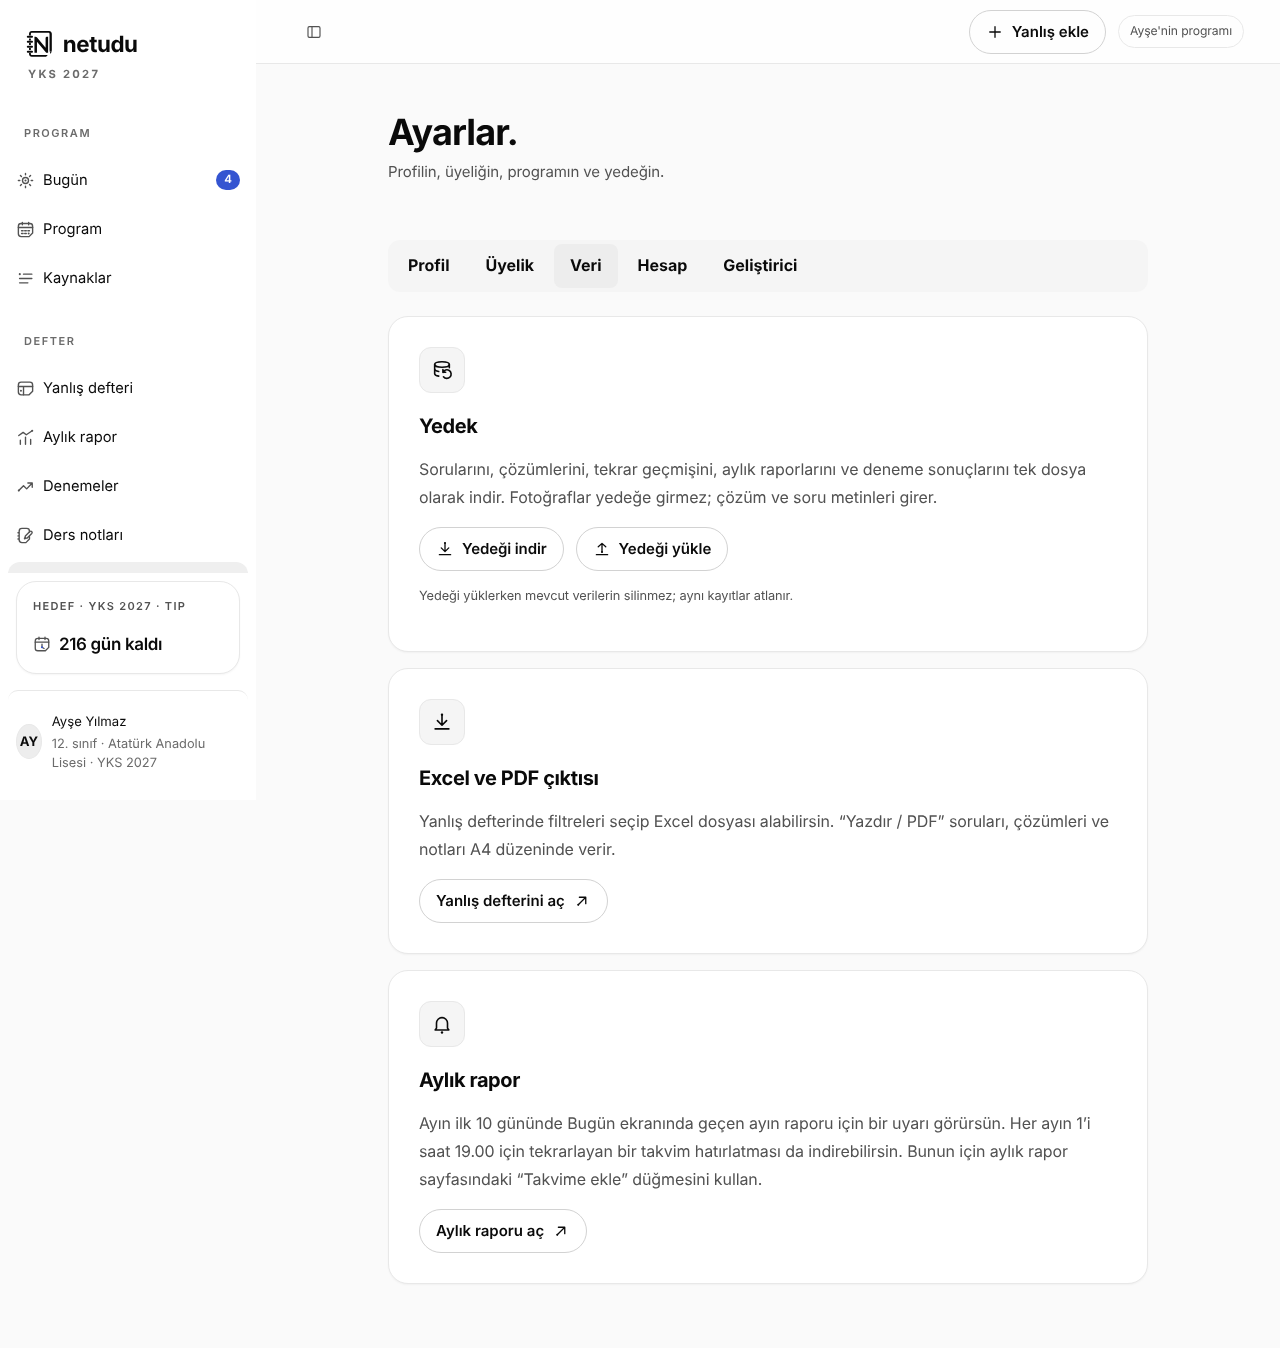 netudu
YKS 2027
PROGRAM
Bugün
4
Program
Kaynaklar
DEFTER
Yanlış defteri
Aylık rapor
Denemeler
Ders notları
HEDEF · YKS 2027 · TIP
216 gün kaldı
AY
Ayşe Yılmaz
12. sınıf · Atatürk Anadolu
Lisesi · YKS 2027
Yanlış ekle
Ayşe'nin programı
Ayarlar.
Profilin, üyeliğin, programın ve yedeğin.
Profil
Üyelik
Veri
Hesap
Geliştirici
Yedek
Sorularını, çözümlerini, tekrar geçmişini, aylık raporlarını ve deneme sonuçlarını tek dosya
olarak indir. Fotoğraflar yedeğe girmez; çözüm ve soru metinleri girer.
Yedeği indir
Yedeği yükle
Yedeği yüklerken mevcut verilerin silinmez; aynı kayıtlar atlanır.
Excel ve PDF çıktısı
Yanlış defterinde filtreleri seçip Excel dosyası alabilirsin. “Yazdır / PDF” soruları, çözümleri ve
notları A4 düzeninde verir.
Yanlış defterini aç
Aylık rapor
Ayın ilk 10 gününde Bugün ekranında geçen ayın raporu için bir uyarı görürsün. Her ayın 1’i
saat 19.00 için tekrarlayan bir takvim hatırlatması da indirebilirsin. Bunun için aylık rapor
sayfasındaki “Takvime ekle” düğmesini kullan.
Aylık raporu aç